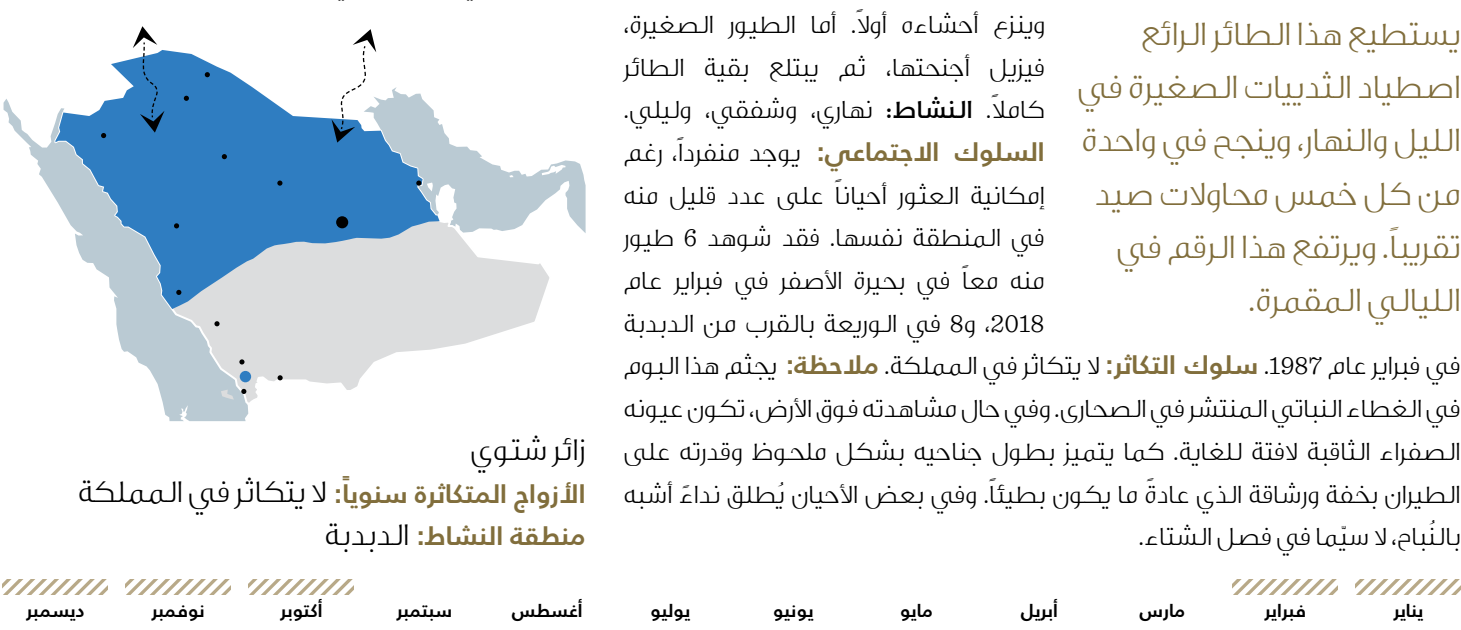 يستطيع هذا الطائر الرائع
اصطياد الثدييات الصغيرة في
الليل والنهار، وينجح في واحدة
من كل خمس محاولات صيد
تقريباً. ويرتفع هذا الرقم في
الليالي المقمرة.
وينزع أحشاءه أولاً. أما الطيور الصغيرة،
فيزيل أجنحتها، ثم يبتلع بقية الطائر
كاملاً. النشاط: نهاري، وشفقي، وليلي.
السلوك الاجتماعي: يوجد منفرداً، رغم
إمكانية العثور أحياناً على عدد قليل منه
في المنطقة نفسها. فقد شوهد 6 طيور
منه معاً في بحيرة الأصفر في فبراير عام
2018، و8 في الوريعة بالقرب من الدبدبة
في فبراير عام 1987. سلوك التكاثر: لا يتكاثر في المملكة. ملاحظة: يجثم هذا البوم
في الغطاء النباتي المنتشر في الصحارى. وفي حال مشاهدته فوق الأرض، تكون عيونه
الصفراء الثاقبة لافتة للغاية. كما يتميز بطول جناحيه بشكل ملحوظ وقدرته على
الطيران بخفة ورشاقة الذي عادةً ما يكون بطيئاً. وفي بعض الأحيان يُطلق نداءً أشبه
بالنُباح، لا سيّما في فصل الشتاء.
زائر شتوي
الأزواج المتكاثرة سنوياً: لا يتكاثر في المملكة
منطقة النشاط: الدبدبة
يناير فبراير مارس أبريل مايو يونيو يوليو أغسطس سبتمبر أكتوبر نوفمبر ديسمبر